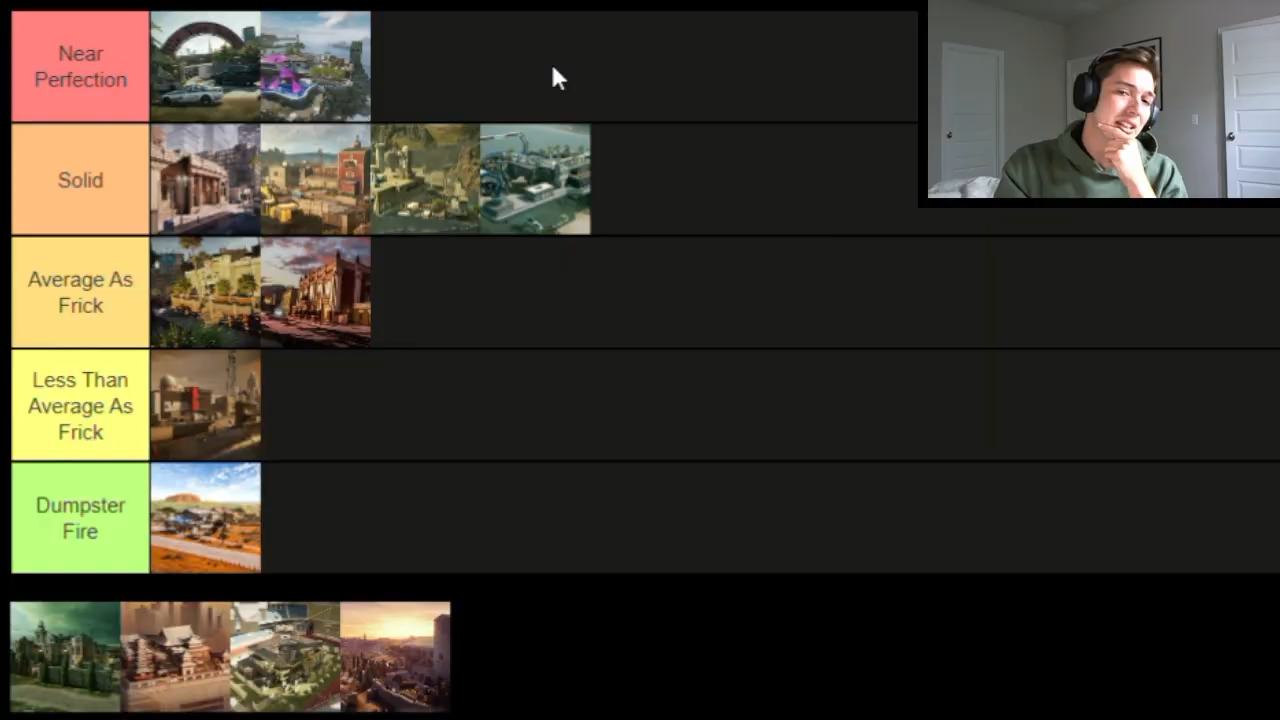 Near
Perfection
Solid
Average As
Frick
Less Than
Average As
Frick
Dumpster
Fire